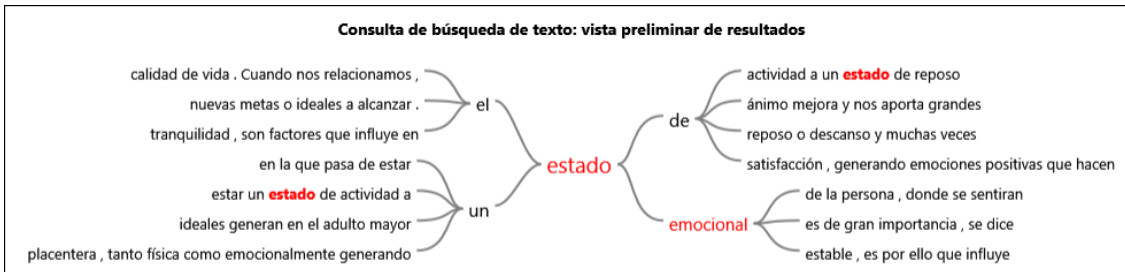 Consulta de búsqueda de texto: vista preliminar de resultados
calidad de vida . Cuando nos relacionamos ,
nuevas metas o ideales a alcanzar .
tranquilidad , son factores que influye en
el
en la que pasa de estar
estar un estado de actividad a
ideales generan en el adulto mayor
placentera , tanto física como emocionalmente generando
un
estado
de
actividad a un estado de reposo
ánimo mejora y nos aporta grandes
reposo o descanso y muchas veces
satisfacción , generando emociones positivas que hacen
emocional
de la persona , donde se sentiran
es de gran importancia , se dice
estable , es por ello que influye